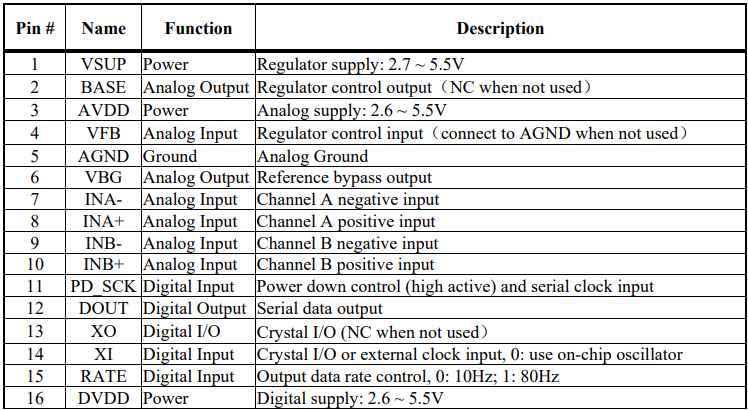 Pin # Name Function Description
1 VSUP Power Regulator supply: 2.7 ~ 5.5V
2 BASE Analog Output Regulator control output（NC when not used）
3 AVDD Power Analog supply: 2.6 ~ 5.5V
4 VFB Analog Input Regulator control input（connect to AGND when not used）
5 AGND Ground Analog Ground
6 VBG Analog Output Reference bypass output
7 INA- Analog Input Channel A negative input
8 INA+ Analog Input Channel A positive input
9 INB- Analog Input Channel B negative input
10 INB+ Analog Input Channel B positive input
11 PD_SCK Digital Input Power down control (high active) and serial clock input
12 DOUT Digital Output Serial data output
13 XO Digital I/O Crystal I/O (NC when not used）
14 XI Digital Input Crystal I/O or external clock input, 0: use on-chip oscillator
15 RATE Digital Input Output data rate control, 0: 10Hz; 1: 80Hz
16 DVDD Power Digital supply: 2.6 ~ 5.5V